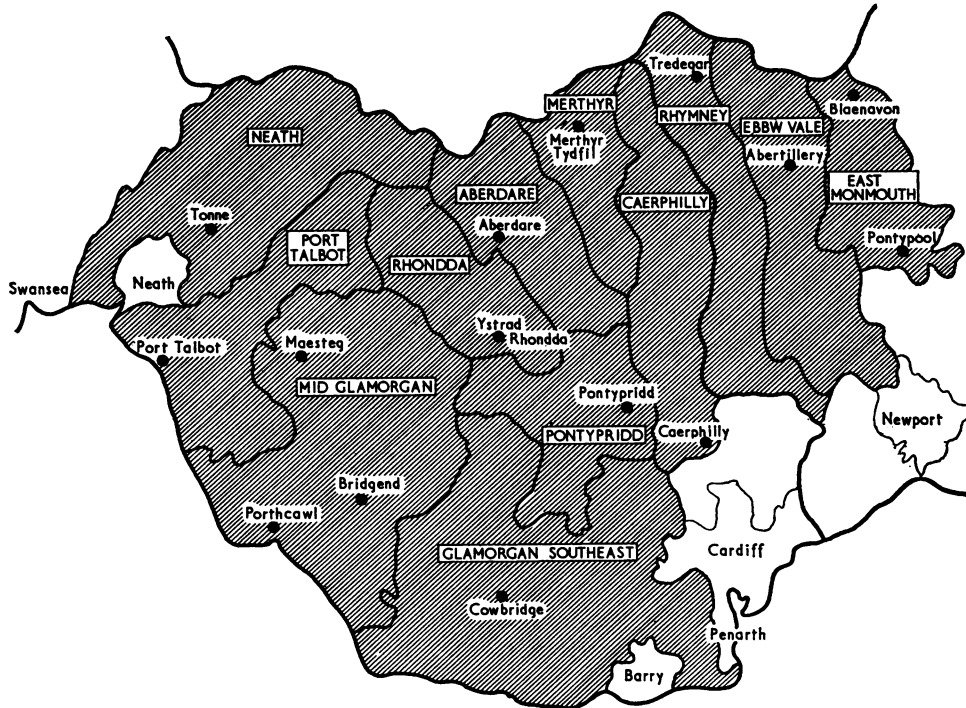 Tredegar
Blaenavon
MERTHYR
RHYMNEY
NEATH
Merthyr
Tydfil
EBBW VALE
Abertillery
ABERDARE
CAERPHILLY
EAST
MONMOUTH
Tonne
PORT
TALBOT
Aberdare
Pontypool
RHONDDA
Swansea
Neath
Ystrad
Rhondda
Port Talbot
Maesteg
MID GLAMORGAN
Pontypridd
Newport
PONTYPRIDD
Caerphilly
Bridgend
Porthcawl
GLAMORGAN SOUTHEAST
Cardiff
Cowbridge
Penarth
Barry